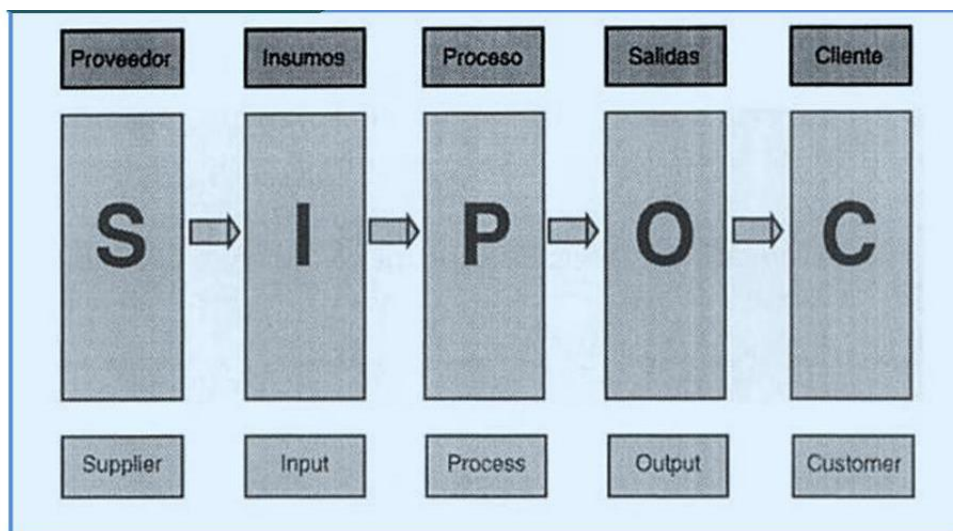 Proveedor Insumos Proceso Salidas Cliente
S I P O C
Supplier Input Process Output Customer